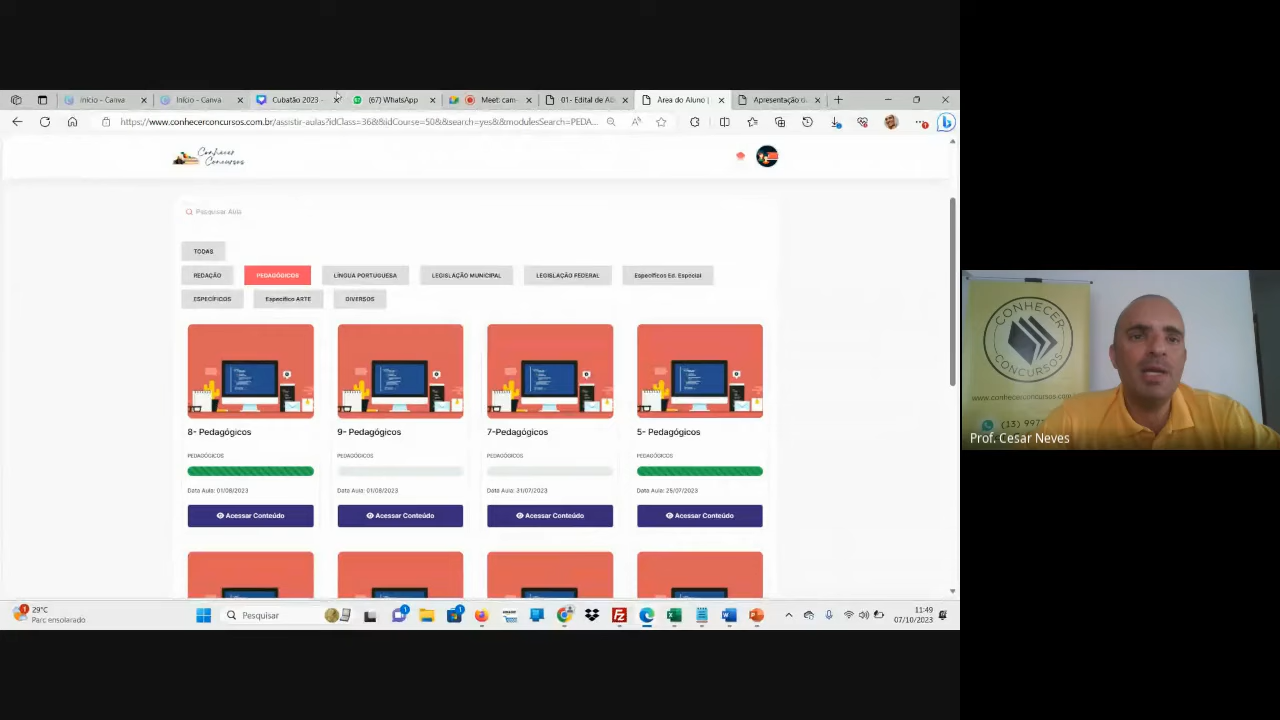 início - Canva
Início - Canva
Cubatão 2023 -
(67) WhatsApp
Meet: cam
01- Edital de Ab
Área do Aluno |
Apresentação d
https://www.conhecerconcursos.com.br/assistir-aulas?idClass=36&idCourse=50&search=yes&modulesSearch=PEDA...
Conhecer
Concursos
Pesquisar Aula
TODAS
REDAÇÃO
PEDAGÓGICOS
LÍNGUA PORTUGUESA
LEGISLAÇÃO MUNICIPAL
LEGISLAÇÃO FEDERAL
Específicos Ed. Especial
ESPECÍFICOS
Específico ARTE
DIVERSOS
8- Pedagógicos
9- Pedagógicos
7-Pedagógicos
5- Pedagógicos
PEDAGÓGICOS
PEDAGÓGICOS
PEDAGÓGICOS
PEDAGÓGICOS
Data Aula: 01/08/2023
Data Aula: 01/08/2023
Data Aula: 31/07/2023
Data Aula: 25/07/2023
Acessar Conteúdo
Acessar Conteúdo
Acessar Conteúdo
Acessar Conteúdo
29°C
Parc ensolarado
Pesquisar
11:49
07/10/2023
CONHECER
CONCURSOS
www.conhecerconcursos.com
(13) 997
Prof. Cesar Neves